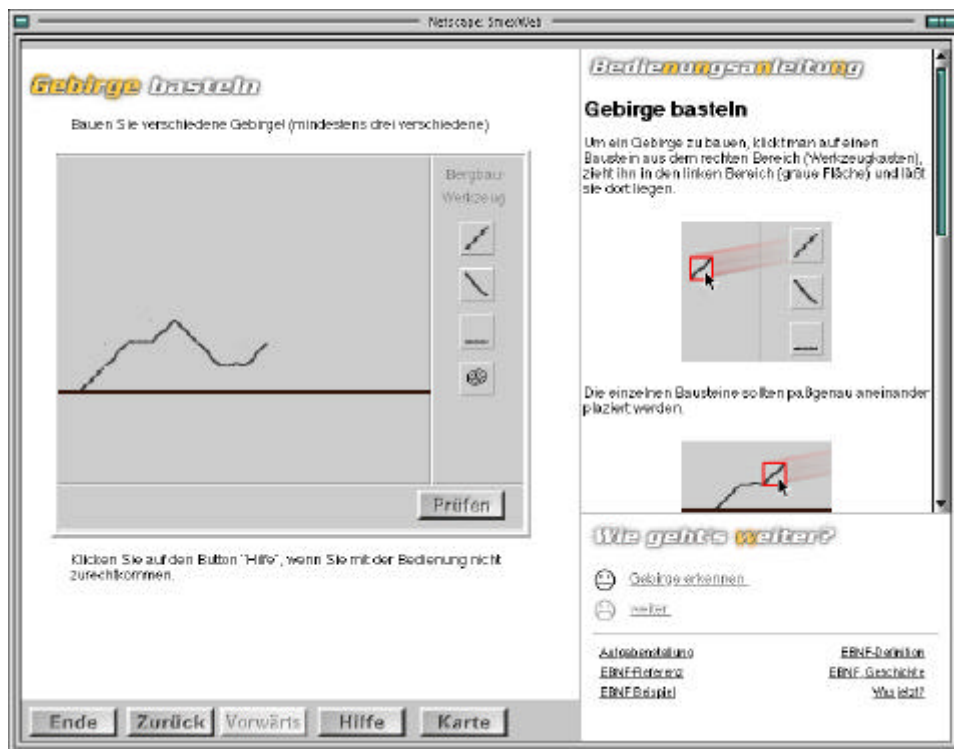 Netscape: SmexWeb
Gebirge basteln
Bauen Sie verschiedene Gebirge! (mindestens drei verschiedene)
Bergbau-
Werkzeug
Prüfen
Klicken Sie auf den Button "Hilfe", wenn Sie mit der Bedienung nicht
zurechtkommen.
Ende
Zurück
Vorwärts
Hilfe
Karte
Bedienungsanleitung
Gebirge basteln
Um ein Gebirge zu bauen, klickt man auf einen
Baustein aus dem rechten Bereich (Werkzeugkasten),
zieht ihn in den linken Bereich (graue Fläche) und läßt
sie dort liegen.
Die einzelnen Bausteine sollten paßgenau aneinander
plaziert werden.
Wie geht's weiter?
Gebirge erkennen
weiter
Aufgabenstellung
EBNF-Definition
EBNF-Referenz
EBNF, Geschichte
EBNF Beispiel
Was jetzt?